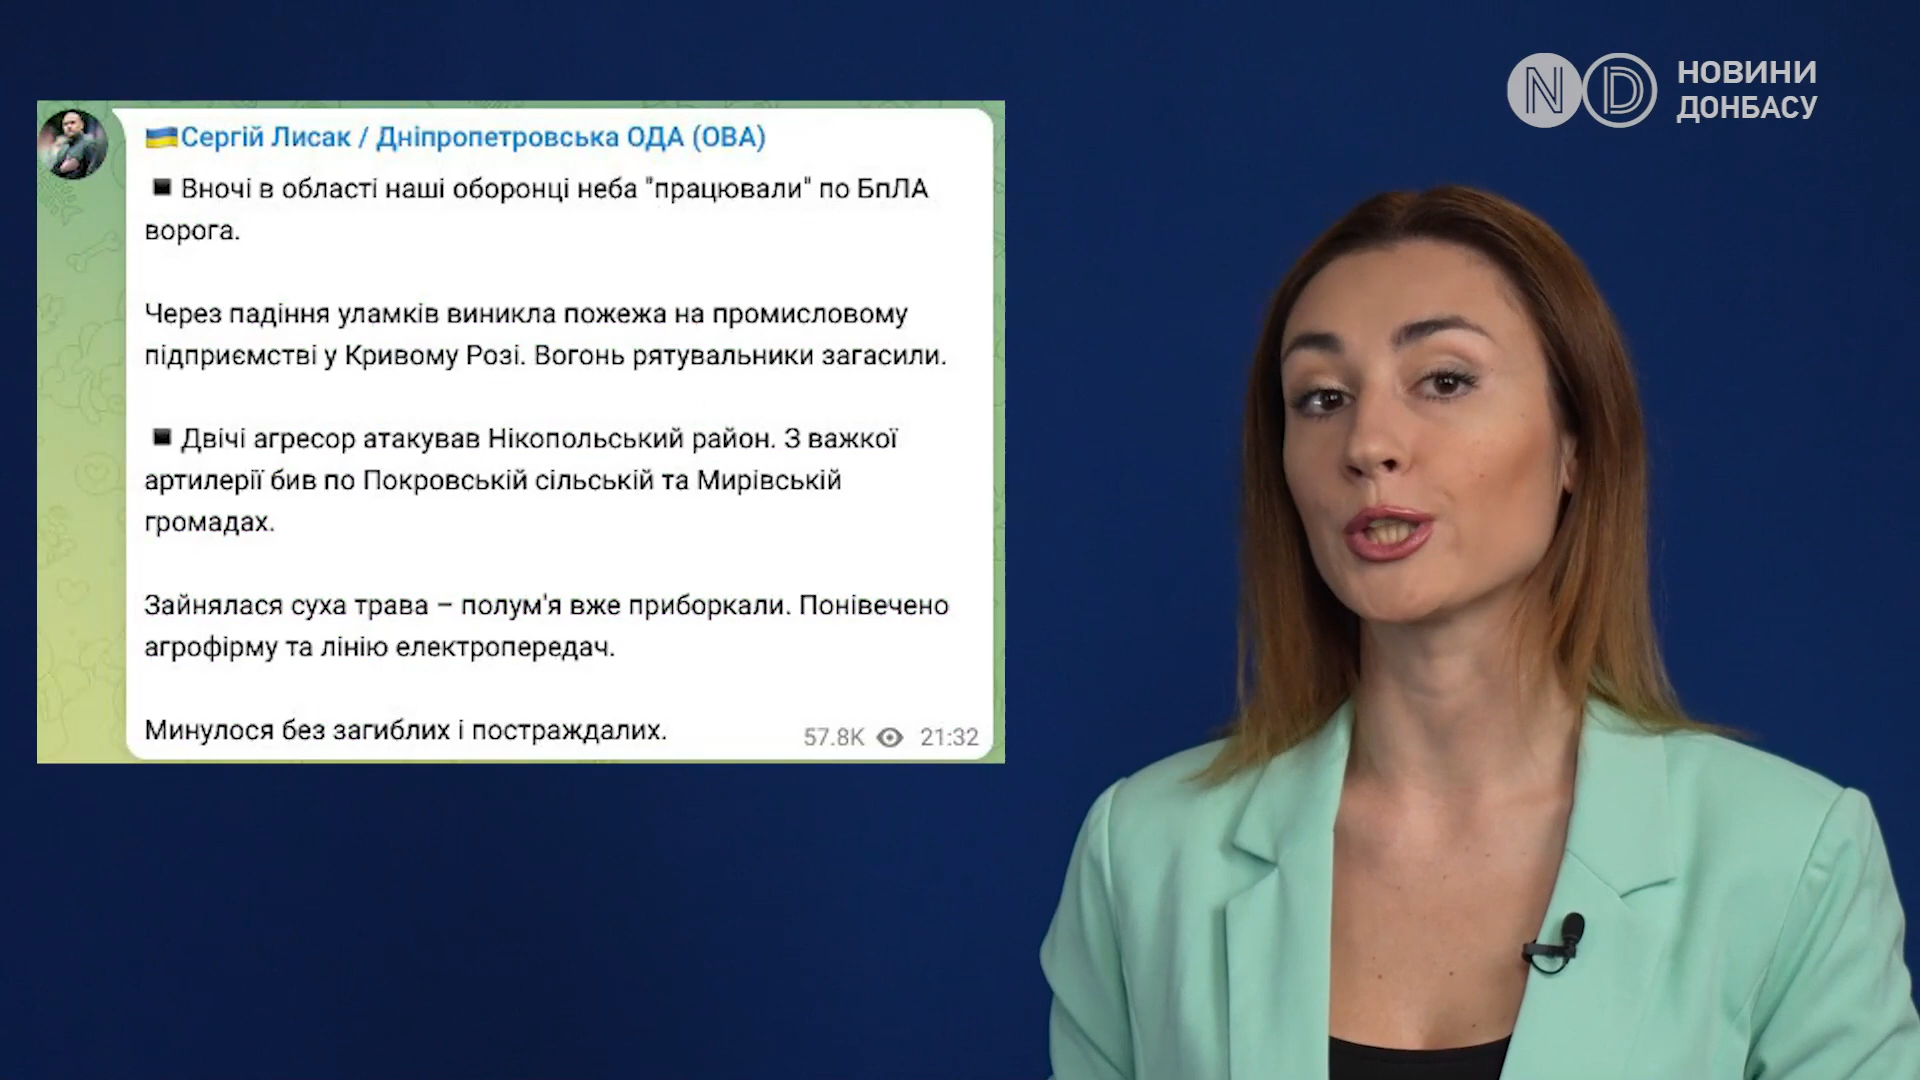 🇺🇦Сергій Лисак / Дніпропетровська ОДА (ОВА)
◾Вночі в області наші оборонці неба "працювали" по БпЛА
ворога.
Через падіння уламків виникла пожежа на промисловому
підприємстві у Кривому Розі. Вогонь рятувальники загасили.
◾Двічі агресор атакував Нікопольський район. З важкої
артилерії бив по Покровській сільській та Мирівській
громадах.
Зайнялася суха трава – полум'я вже приборкали. Понівечено
агрофірму та лінію електропередач.
Минулося без загиблих і постраждалих.
57.8K 21:32
ND
НОВИНИ
ДОНБАСУ